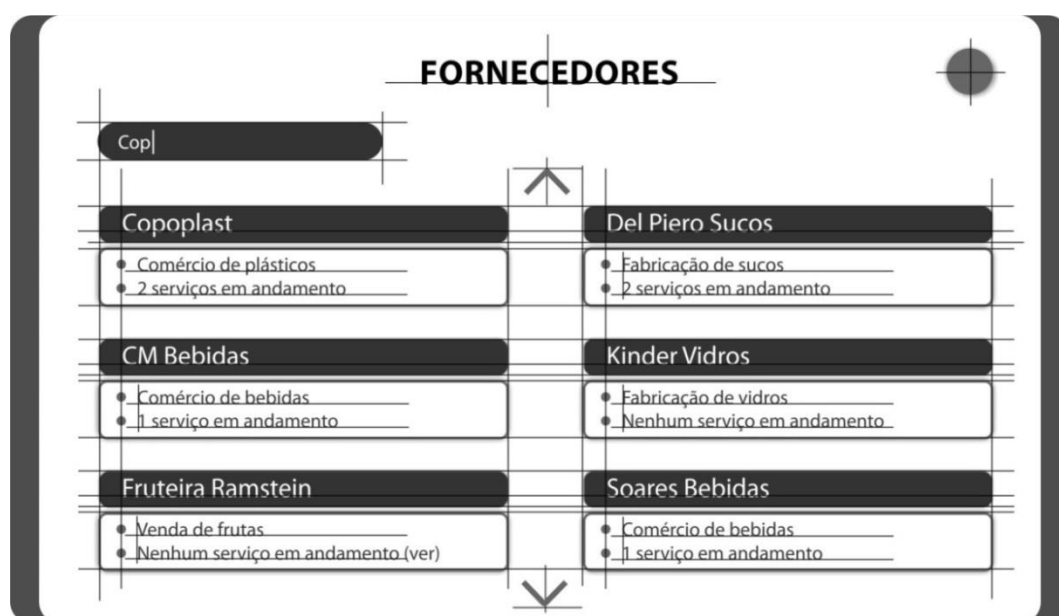 FORNECEDORES
Cop
Copoplast
Comércio de plásticos
2 serviços em andamento
Del Piero Sucos
Fabricação de sucos
2 serviços em andamento
CM Bebidas
Comércio de bebidas
1 serviço em andamento
Kinder Vidros
Fabricação de vidros
Nenhum serviço em andamento
Fruteira Ramstein
Venda de frutas
Nenhum serviço em andamento (ver)
Soares Bebidas
Comércio de bebidas
1 serviço em andamento